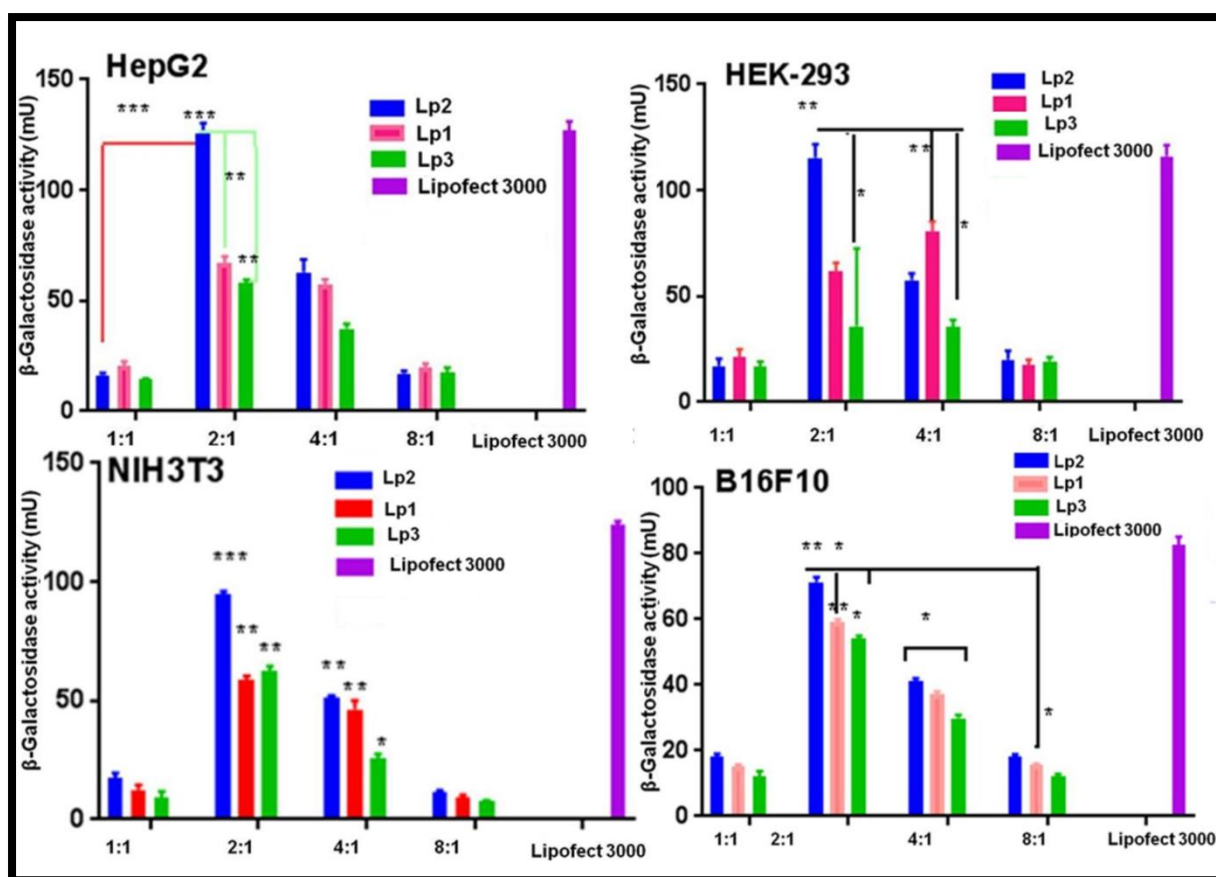 HepG2
β-Galactosidase activity (mU)
150
100
50
0
***
***
**
**
Lp2
Lp1
Lp3
Lipofect 3000
1:1 2:1 4:1 8:1 Lipofect 3000
HEK-293
β-Galactosidase activity (mU)
150
100
50
0
**
*
**
*
Lp2
Lp1
Lp3
Lipofect 3000
1:1 2:1 4:1 8:1 Lipofect 3000
NIH3T3
β-Galactosidase activity (mU)
150
100
50
0
***
**
**
**
**
*
Lp2
Lp1
Lp3
Lipofect 3000
1:1 2:1 4:1 8:1 Lipofect 3000
B16F10
β-Galactosidase activity (mU)
100
80
60
40
20
0
** *
**
*
*
*
Lp2
Lp1
Lp3
Lipofect 3000
1:1 2:1 4:1 8:1 Lipofect 3000